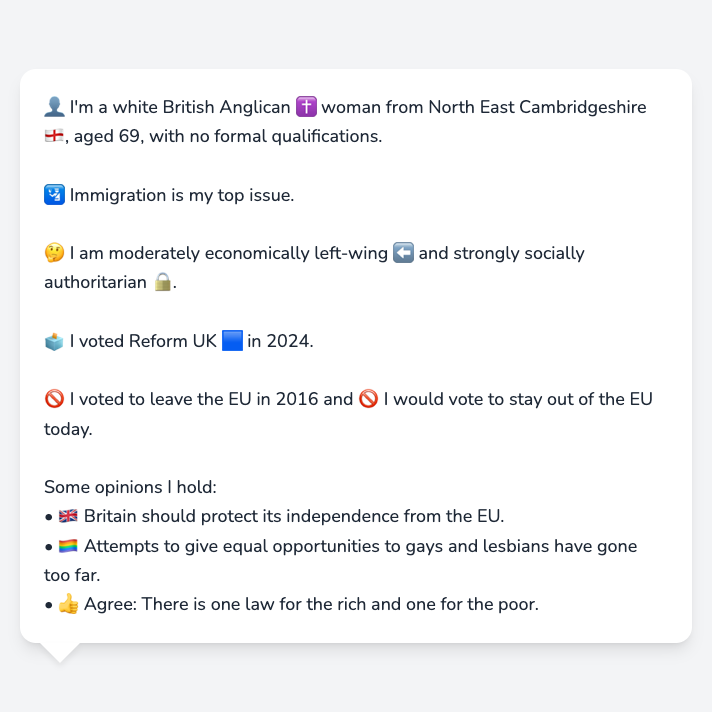 👤 I'm a white British Anglican ✝️ woman from North East Cambridgeshire
🏴󠁧󠁢󠁥󠁮󠁧󠁿, aged 69, with no formal qualifications.
🛂 Immigration is my top issue.
🤔 I am moderately economically left-wing ⬅️ and strongly socially
authoritarian 🔒.
🗳️ I voted Reform UK 🟦 in 2024.
🚫 I voted to leave the EU in 2016 and 🚫 I would vote to stay out of the EU
today.
Some opinions I hold:
• 🇬🇧 Britain should protect its independence from the EU.
• 🏳️‍🌈 Attempts to give equal opportunities to gays and lesbians have gone
too far.
• 👍 Agree: There is one law for the rich and one for the poor.